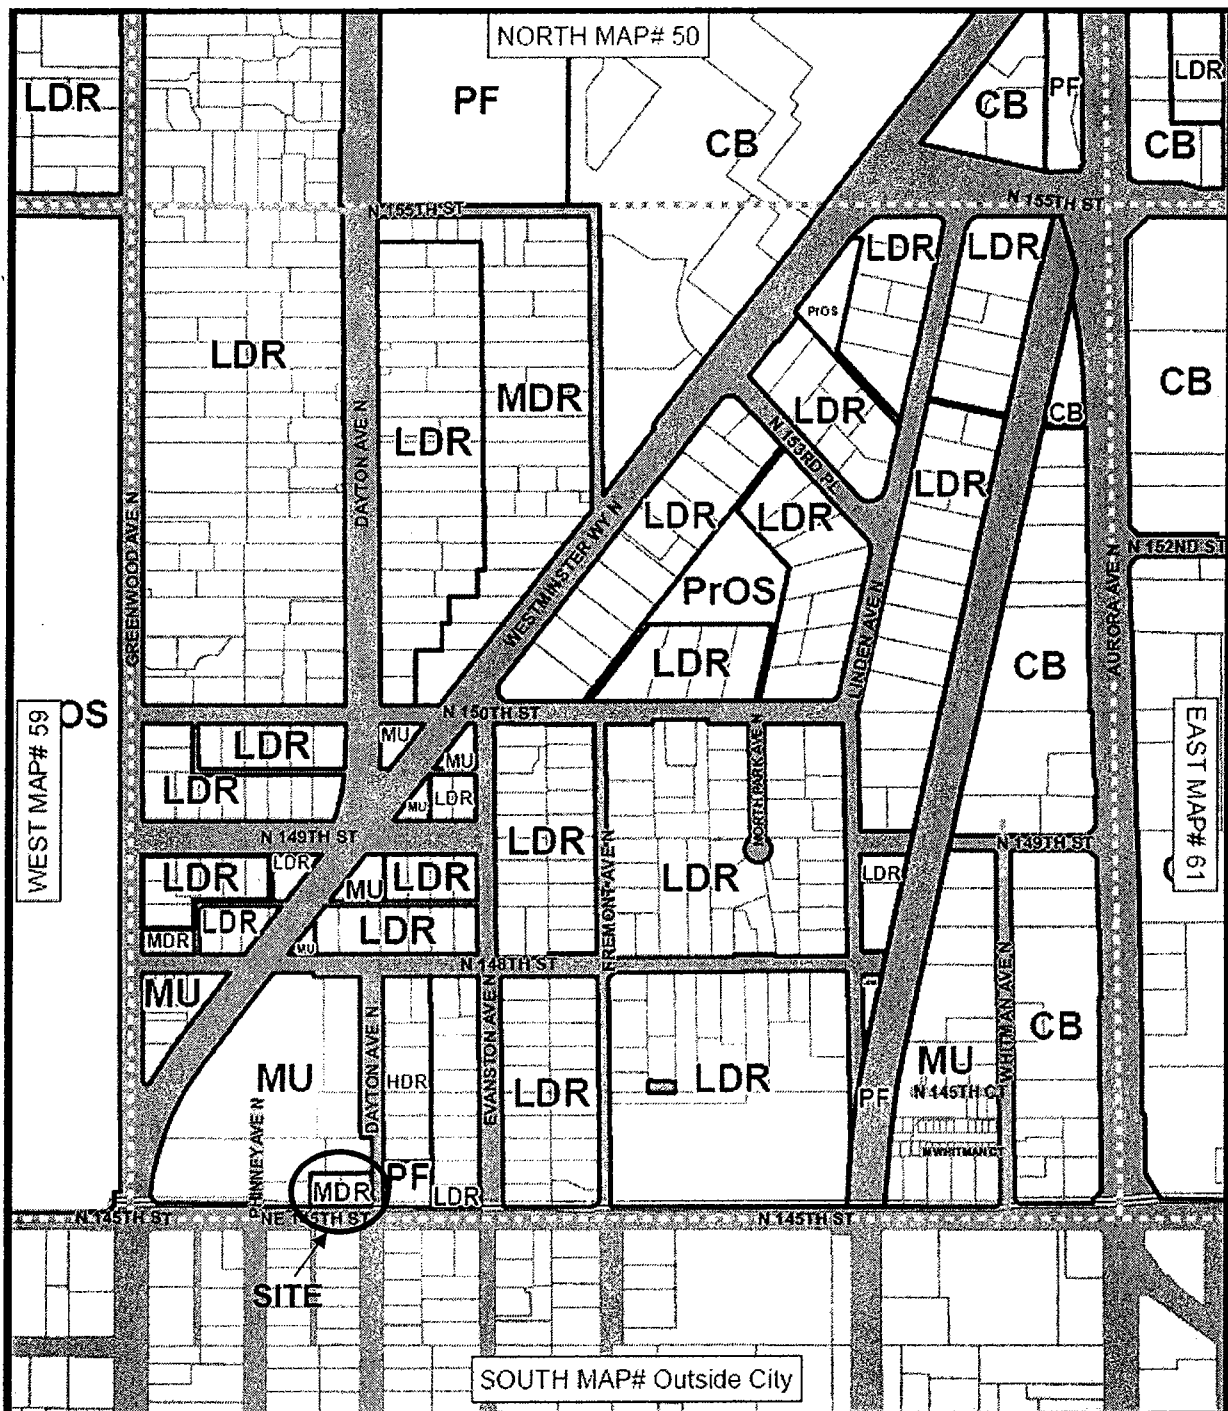 NORTH MAP# 50
LDR
PF
CB
CB
PF
LDR
CB
N 155TH ST
N 155TH ST
LDR
LDR
PrOS
LDR
MDR
LDR
CB
CB
LDR
DAYTON AVE N
N 153RD PL
LDR
GREENWOOD AVE N
LDR
LDR
WESTMINSTER WY N
N 152ND ST
AURORA AVE N
PrOS
LINDEN AVE N
LDR
CB
WEST MAP# 59
OS
N 150TH ST
EAST MAP# 61
LDR
MU
MU
NORTH PARK AVE N
LDR
MU
LDR
N 149TH ST
LDR
FREMONT AVE N
N 149TH ST
LDR
LDR
MU
LDR
LDR
LDR
MDR
LDR
MU
LDR
N 148TH ST
MU
WHITMAN AVE N
CB
MU
DAYTON AVE N
HDR
EVANSTON AVE N
LDR
LDR
MU
N 145TH CT
PF
PHINNEY AVE N
MDR
PF
LDR
N 145TH ST
N 145TH ST
SITE
SOUTH MAP# Outside City